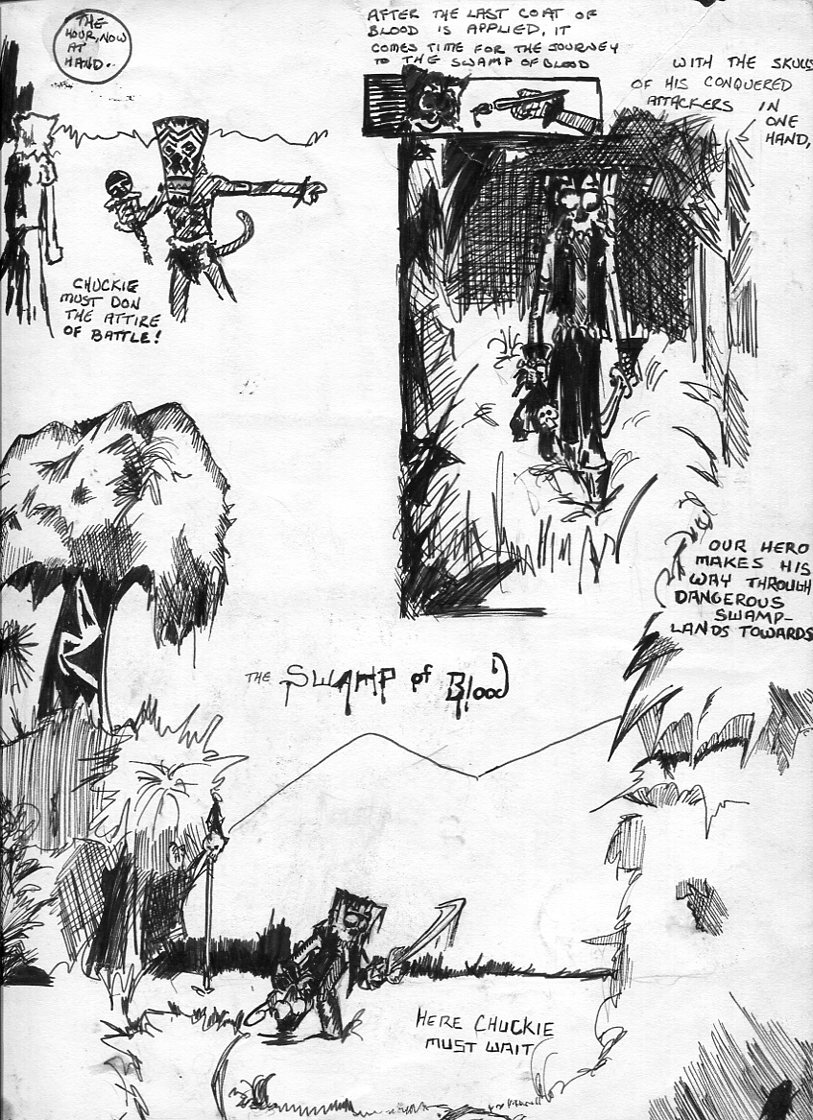 THE
HOUR, NOW
AT
HAND.
CHUCKIE
MUST DON
THE ATTIRE
OF BATTLE!
AFTER THE LAST COAT OF
BLOOD IS APPLIED, IT
COMES TIME FOR THE JOURNEY
TO THE SWAMP OF BLOOD
WITH THE SKULLS
OF HIS CONQUERED
ATTACKERS IN
ONE
HAND,
OUR HERO
MAKES HIS
WAY THROUGH
DANGEROUS
SWAMP-
LANDS TOWARDS
THE SWAMP of Blood
HERE CHUCKIE
MUST WAIT